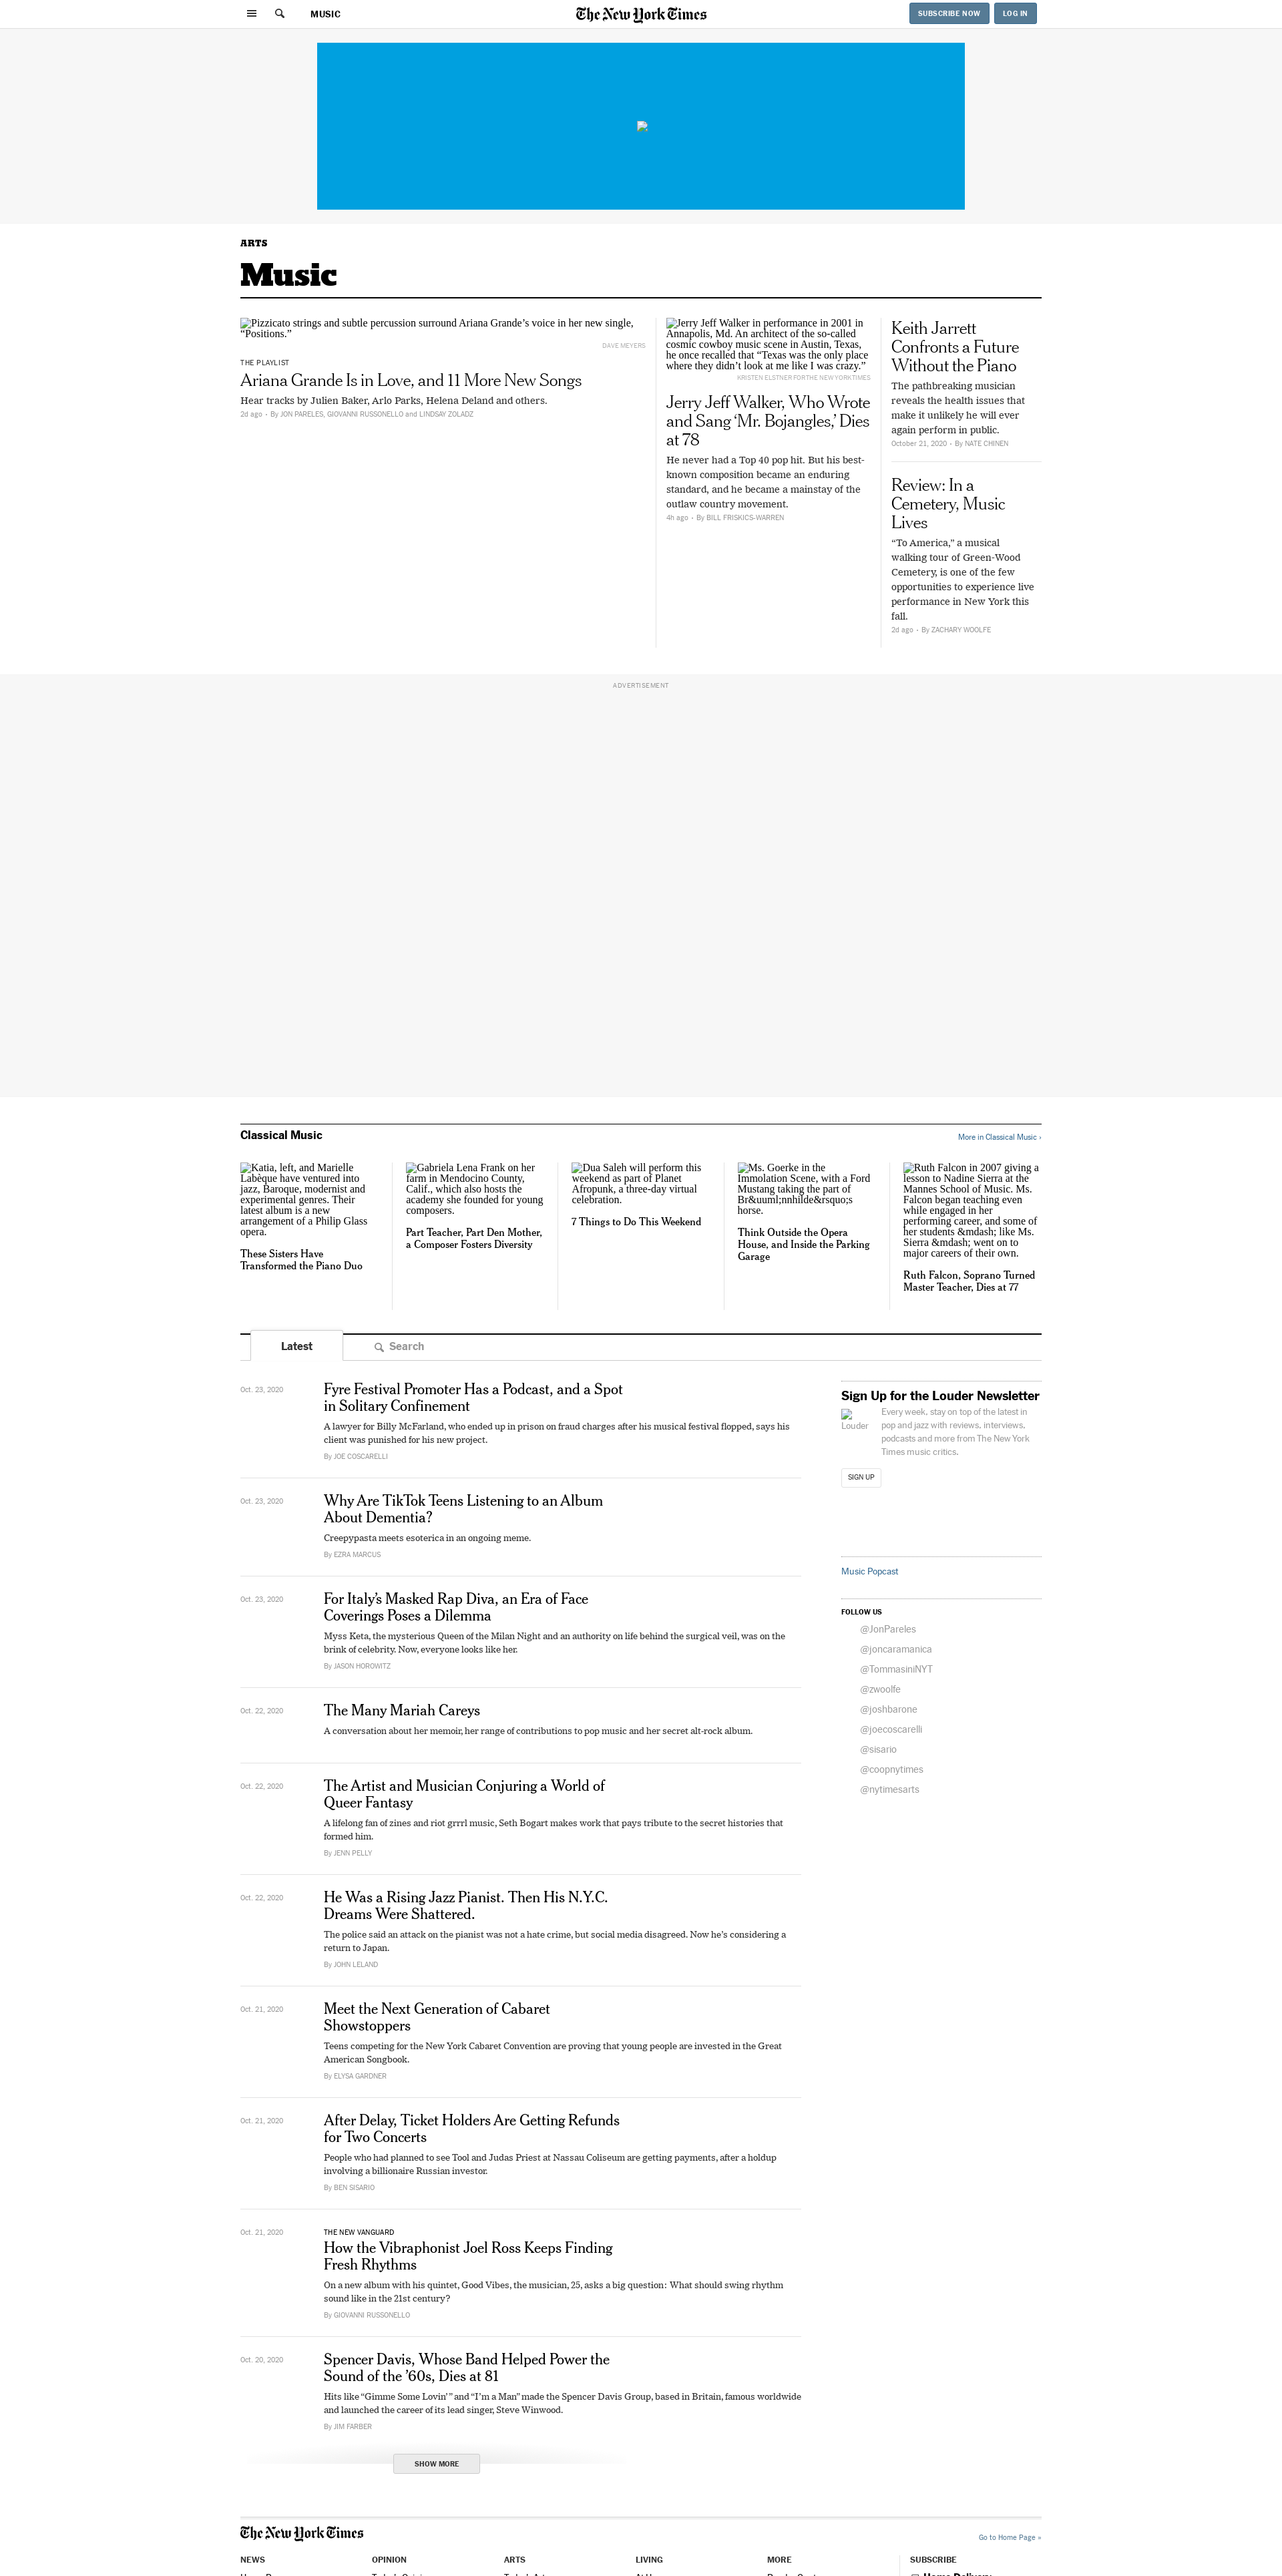 MUSIC
The New York Times
SUBSCRIBE NOW
LOG IN
ARTS
Music
Pizzicato strings and subtle percussion surround Ariana Grande’s voice in her new single,
“Positions.”
DAVE MEYERS
THE PLAYLIST
Ariana Grande Is in Love, and 11 More New Songs
Hear tracks by Julien Baker, Arlo Parks, Helena Deland and others.
2d ago • By JON PARELES, GIOVANNI RUSSONELLO and LINDSAY ZOLADZ
Jerry Jeff Walker in performance in 2001 in
Annapolis, Md. An architect of the so-called
cosmic cowboy music scene in Austin, Texas,
he once recalled that “Texas was the only place
where they didn’t look at me like I was crazy.”
KRISTEN ELSTNER FOR THE NEW YORK TIMES
Jerry Jeff Walker, Who Wrote
and Sang ‘Mr. Bojangles,’ Dies
at 78
He never had a Top 40 pop hit. But his best-
known composition became an enduring
standard, and he became a mainstay of the
outlaw country movement.
4h ago • By BILL FRISKICS-WARREN
Keith Jarrett
Confronts a Future
Without the Piano
The pathbreaking musician
reveals the health issues that
make it unlikely he will ever
again perform in public.
October 21, 2020 • By NATE CHINEN
Review: In a
Cemetery, Music
Lives
“To America,” a musical
walking tour of Green-Wood
Cemetery, is one of the few
opportunities to experience live
performance in New York this
fall.
2d ago • By ZACHARY WOOLFE
ADVERTISEMENT
Classical Music
More in Classical Music ›
Katia, left, and Marielle
Labèque have ventured into
jazz, Baroque, modernist and
experimental genres. Their
latest album is a new
arrangement of a Philip Glass
opera.
These Sisters Have
Transformed the Piano Duo
Gabriela Lena Frank on her
farm in Mendocino County,
Calif., which also hosts the
academy she founded for young
composers.
Part Teacher, Part Den Mother,
a Composer Fosters Diversity
Dua Saleh will perform this
weekend as part of Planet
Afropunk, a three-day virtual
celebration.
7 Things to Do This Weekend
Ms. Goerke in the
Immolation Scene, with a Ford
Mustang taking the part of
Br&uuml;nnhilde&rsquo;s
horse.
Think Outside the Opera
House, and Inside the Parking
Garage
Ruth Falcon in 2007 giving a
lesson to Nadine Sierra at the
Mannes School of Music. Ms.
Falcon began teaching even
while engaged in her
performing career, and some of
her students &mdash; like Ms.
Sierra &mdash; went on to
major careers of their own.
Ruth Falcon, Soprano Turned
Master Teacher, Dies at 77
Latest
Search
Oct. 23, 2020
Fyre Festival Promoter Has a Podcast, and a Spot
in Solitary Confinement
A lawyer for Billy McFarland, who ended up in prison on fraud charges after his musical festival flopped, says his
client was punished for his new project.
By JOE COSCARELLI
Oct. 23, 2020
Why Are TikTok Teens Listening to an Album
About Dementia?
Creepypasta meets esoterica in an ongoing meme.
By EZRA MARCUS
Oct. 23, 2020
For Italy’s Masked Rap Diva, an Era of Face
Coverings Poses a Dilemma
Myss Keta, the mysterious Queen of the Milan Night and an authority on life behind the surgical veil, was on the
brink of celebrity. Now, everyone looks like her.
By JASON HOROWITZ
Oct. 22, 2020
The Many Mariah Careys
A conversation about her memoir, her range of contributions to pop music and her secret alt-rock album.
Oct. 22, 2020
The Artist and Musician Conjuring a World of
Queer Fantasy
A lifelong fan of zines and riot grrrl music, Seth Bogart makes work that pays tribute to the secret histories that
formed him.
By JENN PELLY
Oct. 22, 2020
He Was a Rising Jazz Pianist. Then His N.Y.C.
Dreams Were Shattered.
The police said an attack on the pianist was not a hate crime, but social media disagreed. Now he’s considering a
return to Japan.
By JOHN LELAND
Oct. 21, 2020
Meet the Next Generation of Cabaret
Showstoppers
Teens competing for the New York Cabaret Convention are proving that young people are invested in the Great
American Songbook.
By ELYSA GARDNER
Oct. 21, 2020
After Delay, Ticket Holders Are Getting Refunds
for Two Concerts
People who had planned to see Tool and Judas Priest at Nassau Coliseum are getting payments, after a holdup
involving a billionaire Russian investor.
By BEN SISARIO
Oct. 21, 2020
THE NEW VANGUARD
How the Vibraphonist Joel Ross Keeps Finding
Fresh Rhythms
On a new album with his quintet, Good Vibes, the musician, 25, asks a big question: What should swing rhythm
sound like in the 21st century?
By GIOVANNI RUSSONELLO
Oct. 20, 2020
Spencer Davis, Whose Band Helped Power the
Sound of the ’60s, Dies at 81
Hits like “Gimme Some Lovin’ ” and “I’m a Man” made the Spencer Davis Group, based in Britain, famous worldwide
and launched the career of its lead singer, Steve Winwood.
By JIM FARBER
SHOW MORE
Sign Up for the Louder Newsletter
Louder
Every week, stay on top of the latest in
pop and jazz with reviews, interviews,
podcasts and more from The New York
Times music critics.
SIGN UP
Music Popcast
FOLLOW US
@JonPareles
@joncaramanica
@TommasiniNYT
@zwoolfe
@joshbarone
@joecoscarelli
@sisario
@coopnytimes
@nytimesarts
The New York Times
Go to Home Page »
NEWS
OPINION
ARTS
LIVING
MORE
SUBSCRIBE